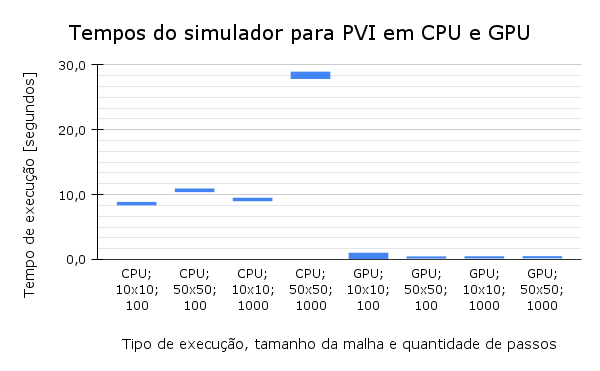 Tempos do simulador para PVI em CPU e GPU
Tempo de execução [segundos]
30,0
20,0
10,0
0,0
CPU; CPU; CPU; CPU; GPU; GPU; GPU; GPU;
10x10; 50x50; 10x10; 50x50; 10x10; 50x50; 10x10; 50x50;
100 100 1000 1000 100 100 1000 1000
Tipo de execução, tamanho da malha e quantidade de passos